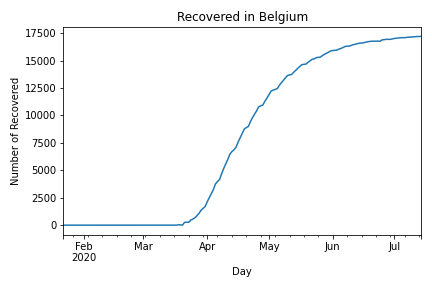 Recovered in Belgium
Number of Recovered
17500
15000
12500
10000
7500
5000
2500
0
Feb
2020
Mar
Apr
May
Jun
Jul
Day